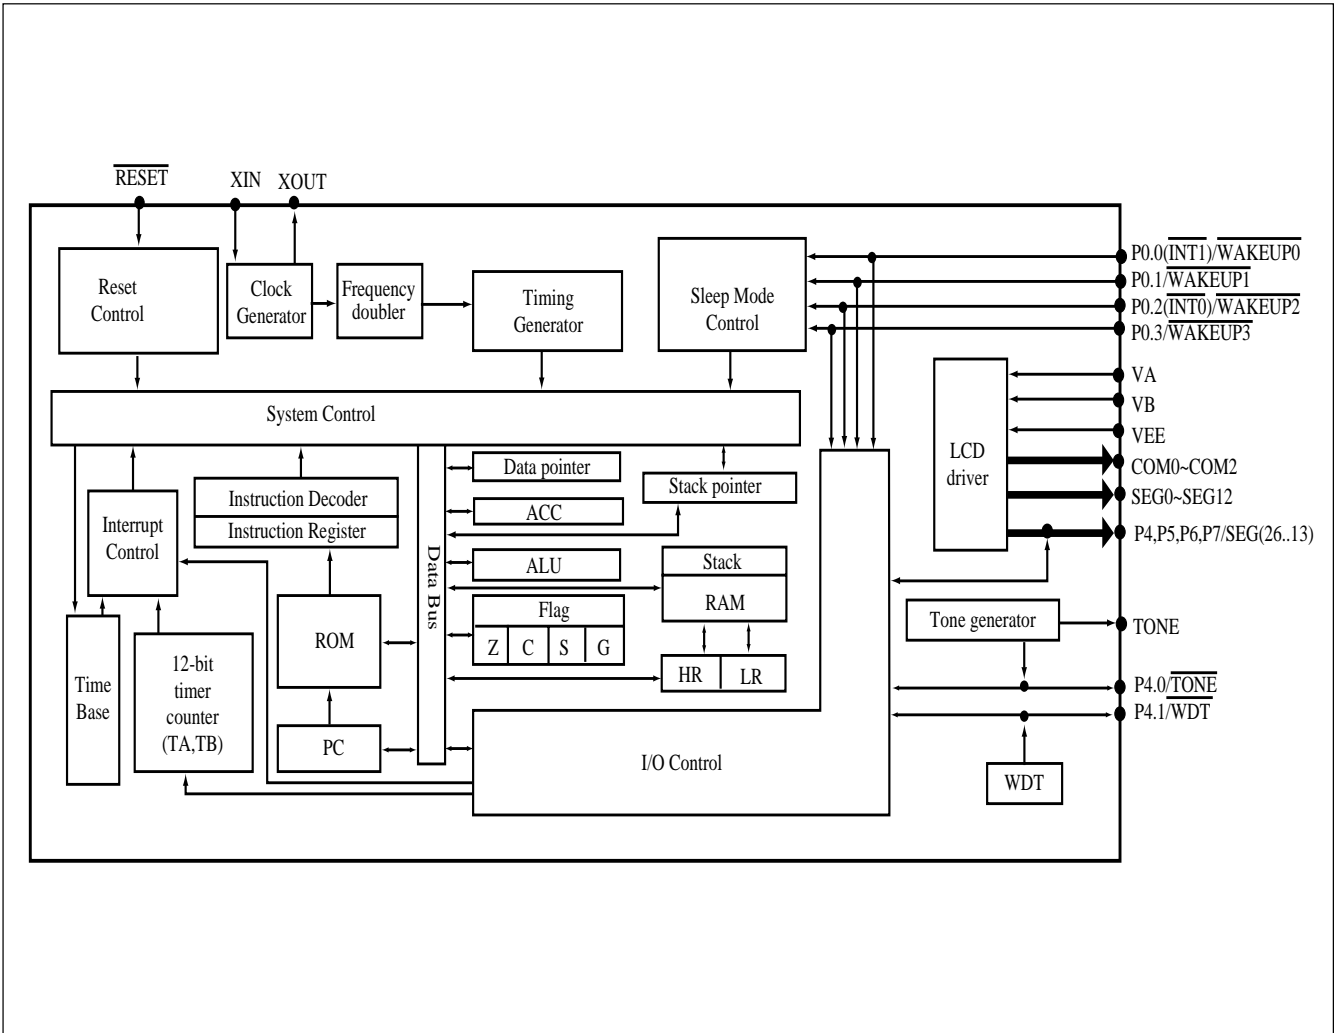 RESET
XIN
XOUT
Reset
Control
Clock
Generator
Frequency
doubler
Timing
Generator
Sleep Mode
Control
P0.0(INT1)/WAKEUP0
P0.1/WAKEUP1
P0.2(INT0)/WAKEUP2
P0.3/WAKEUP3
VA
VB
VEE
COM0~COM2
SEG0~SEG12
P4,P5,P6,P7/SEG(26..13)
LCD
driver
System Control
Interrupt
Control
Instruction Decoder
Instruction Register
Data Bus
Data pointer
ACC
ALU
Flag
Z C S G
Stack pointer
Stack
RAM
HR LR
Tone generator
TONE
P4.0/TONE
P4.1/WDT
WDT
Time
Base
12-bit
timer
counter
(TA,TB)
ROM
PC
I/O Control